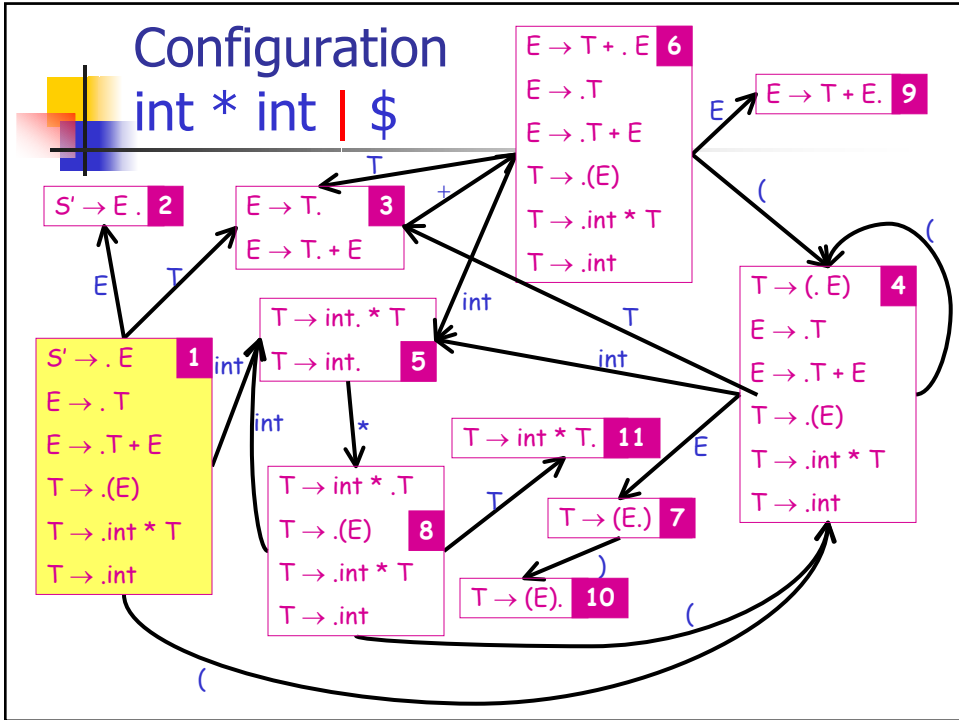 Configuration
int * int | $
E → T + . E 6
E → .T
E → .T + E
T → .(E)
T → .int * T
T → .int
E
E → T + E. 9
T
+
(
(
S' → E . 2
E → T. 3
E → T. + E
E
T
int
T
T → (. E) 4
E → .T
E → .T + E
T → .(E)
T → .int * T
T → .int
T → int. * T
T → int. 5
int
S' → . E 1
E → . T
E → .T + E
T → .(E)
T → .int * T
T → .int
int
int
*
T → int * T. 11
E
T → int * .T
T → .(E) 8
T → .int * T
T → .int
T
T → (E.) 7
)
T → (E). 10
(
(